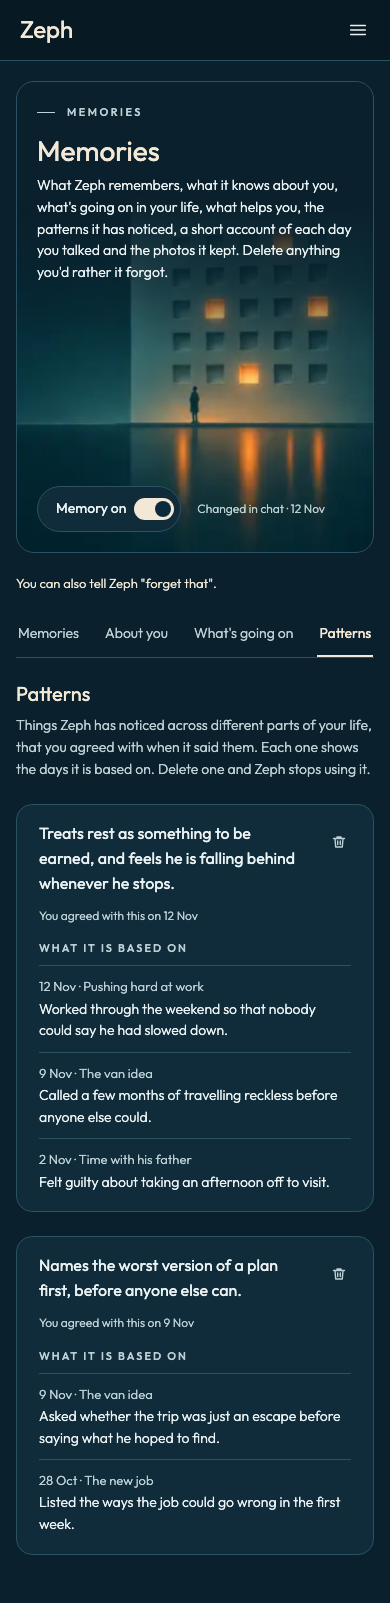 Zeph
MEMORIES
Memories
What Zeph remembers, what it knows about you,
what's going on in your life, what helps you, the
patterns it has noticed, a short account of each day
you talked and the photos it kept. Delete anything
you'd rather it forgot.
Memory on
Changed in chat · 12 Nov
You can also tell Zeph "forget that".
Memories
About you
What's going on
Patterns
Patterns
Things Zeph has noticed across different parts of your life,
that you agreed with when it said them. Each one shows
the days it is based on. Delete one and Zeph stops using it.
Treats rest as something to be
earned, and feels he is falling behind
whenever he stops.
You agreed with this on 12 Nov
WHAT IT IS BASED ON
12 Nov · Pushing hard at work
Worked through the weekend so that nobody
could say he had slowed down.
9 Nov · The van idea
Called a few months of travelling reckless before
anyone else could.
2 Nov · Time with his father
Felt guilty about taking an afternoon off to visit.
Names the worst version of a plan
first, before anyone else can.
You agreed with this on 9 Nov
WHAT IT IS BASED ON
9 Nov · The van idea
Asked whether the trip was just an escape before
saying what he hoped to find.
28 Oct · The new job
Listed the ways the job could go wrong in the first
week.